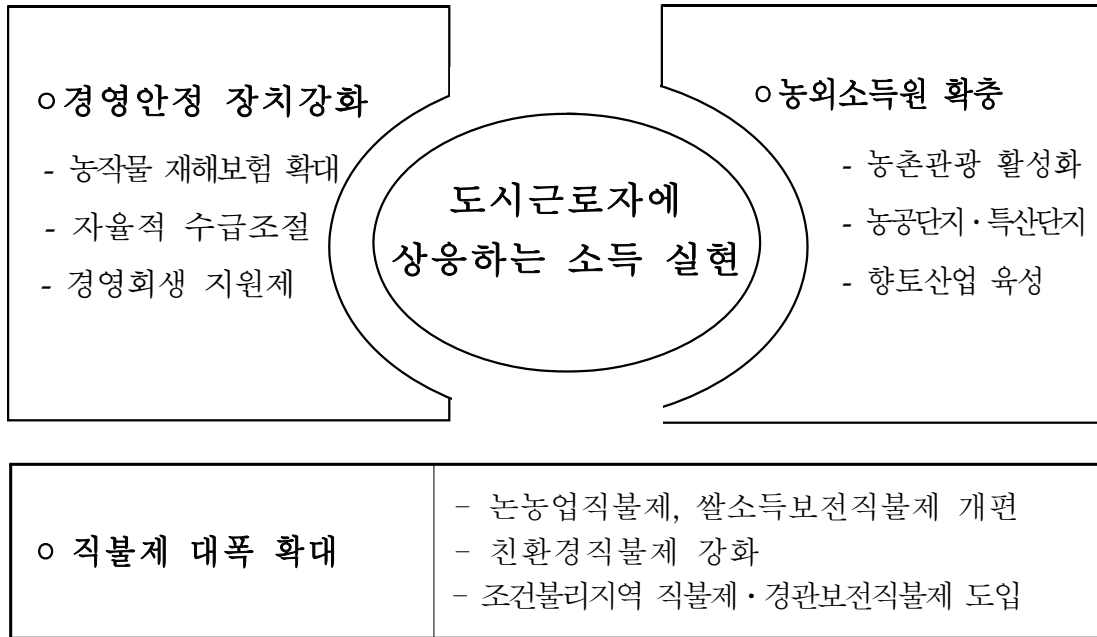 ㅇ경영안정 장치강화
- 농작물 재해보험 확대
- 자율적 수급조절
- 경영회생 지원제
도시근로자에
상응하는 소득 실현
ㅇ농외소득원 확충
- 농촌관광 활성화
- 농공단지·특산단지
- 향토산업 육성
ㅇ 직불제 대폭 확대
- 논농업직불제, 쌀소득보전직불제 개편
- 친환경직불제 강화
- 조건불리지역 직불제·경관보전직불제 도입